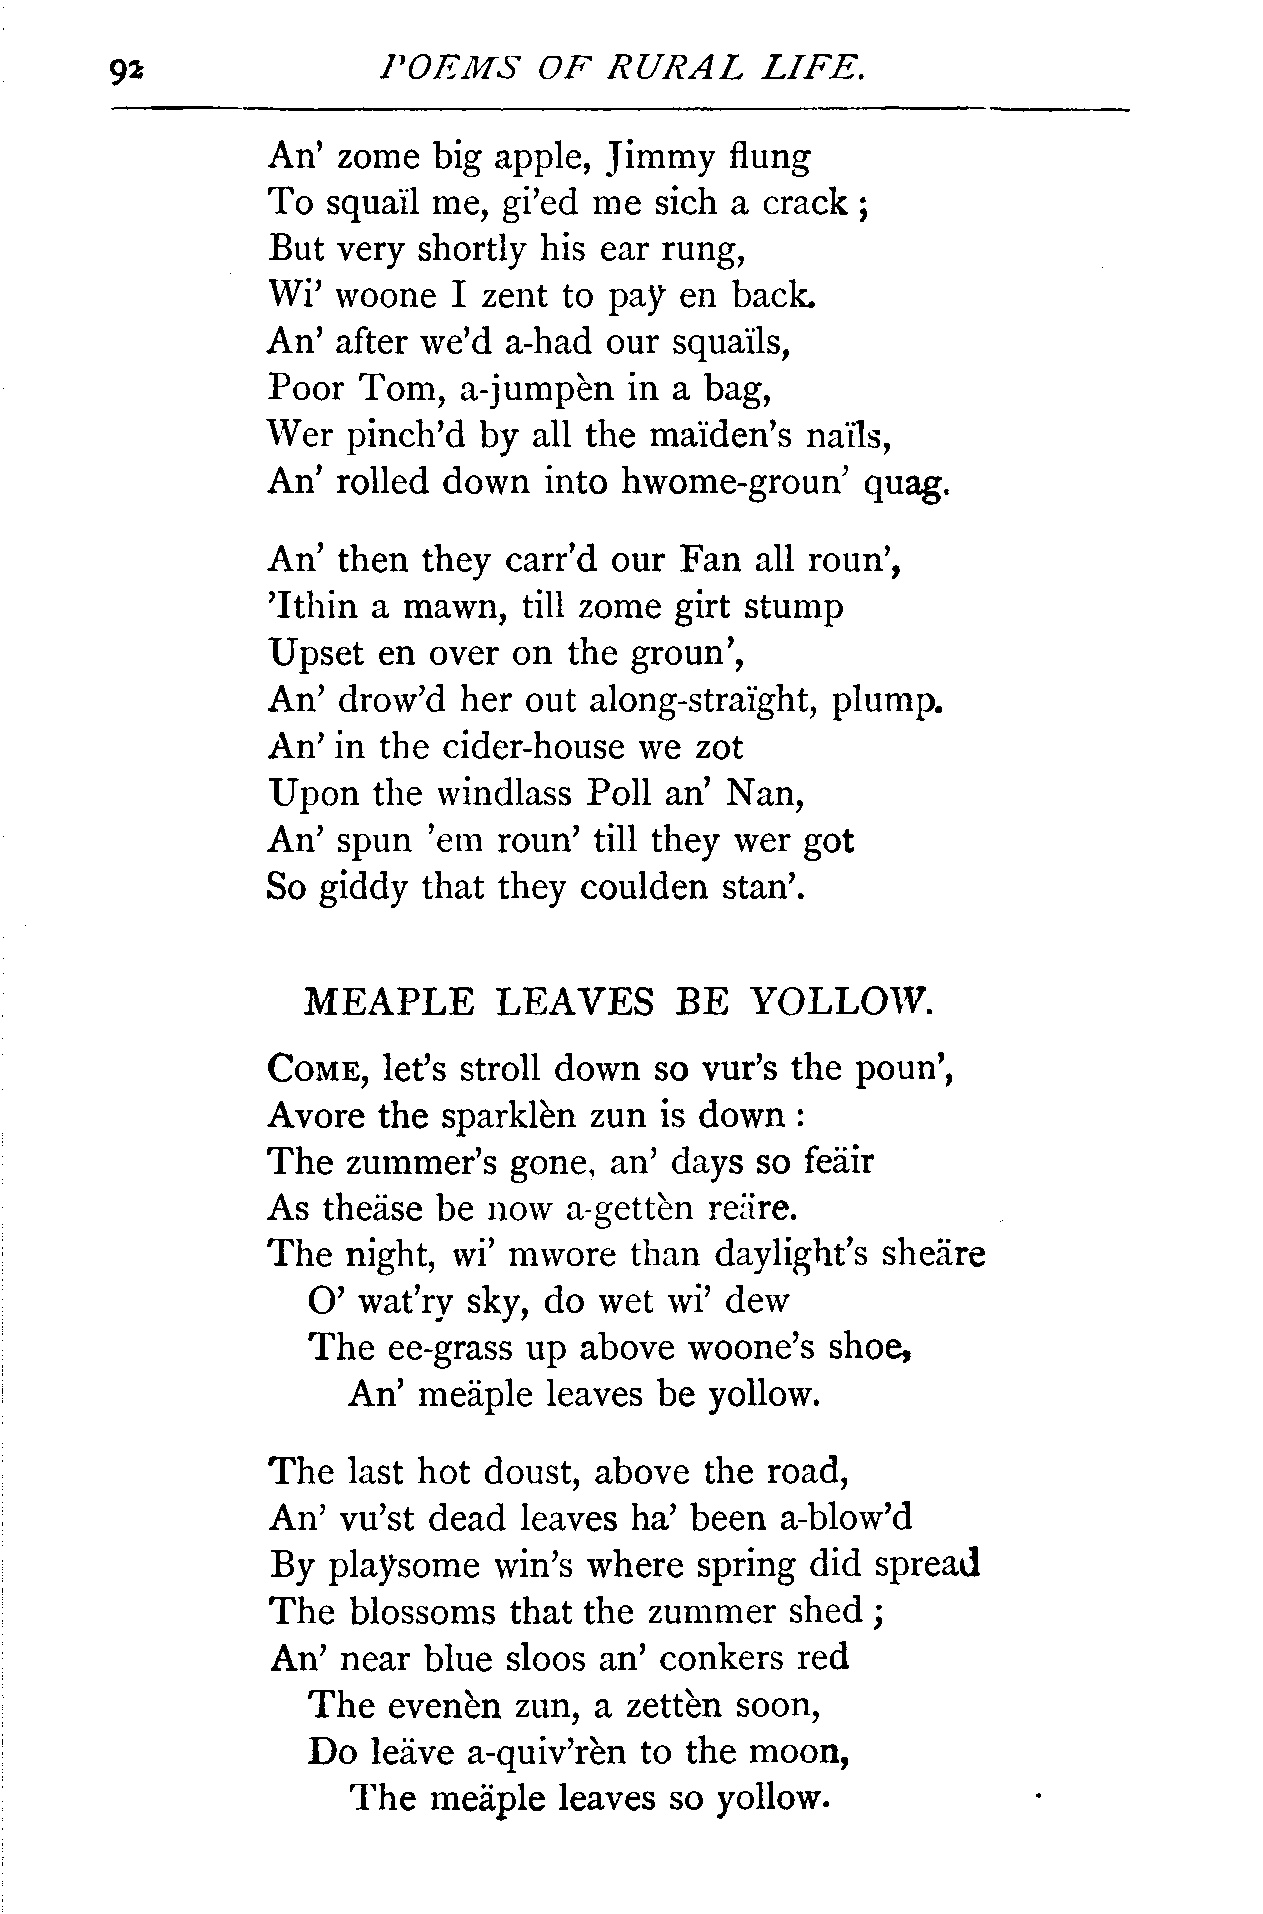 92 POEMS OF RURAL LIFE.
An' zome big apple, Jimmy flung
To squaïl me, gi'ed me sich a crack ;
But very shortly his ear rung,
Wi' woone I zent to pay en back.
An' after we'd a-had our squaïls,
Poor Tom, a-jumpèn in a bag,
Wer pinch'd by all the maïden's naïls,
An' rolled down into hwome-groun' quag.
An' then they carr'd our Fan all roun',
'Ithin a mawn, till zome girt stump
Upset en over on the groun',
An' drow'd her out along-straïght, plump.
An' in the cider-house we zot
Upon the windlass Poll an' Nan,
An' spun 'em roun' till they wer got
So giddy that they coulden stan'.
MEAPLE LEAVES BE YOLLOW.
COME, let's stroll down so vur's the poun',
Avore the sparklèn zun is down :
The zummer's gone, an' days so feäir
As theäse be now a-gettèn reäre.
The night, wi' mwore than daylight's sheäre
O' wat'ry sky, do wet wi' dew
The ee-grass up above woone's shoe,
An' meäple leaves be yollow.
The last hot doust, above the road,
An' vu'st dead leaves ha' been a-blow'd
By playsome win's where spring did spread
The blossoms that the zummer shed ;
An' near blue sloos an' conkers red
The evenèn zun, a zettèn soon,
Do leäve a-quiv'rèn to the moon,
The meäple leaves so yollow.